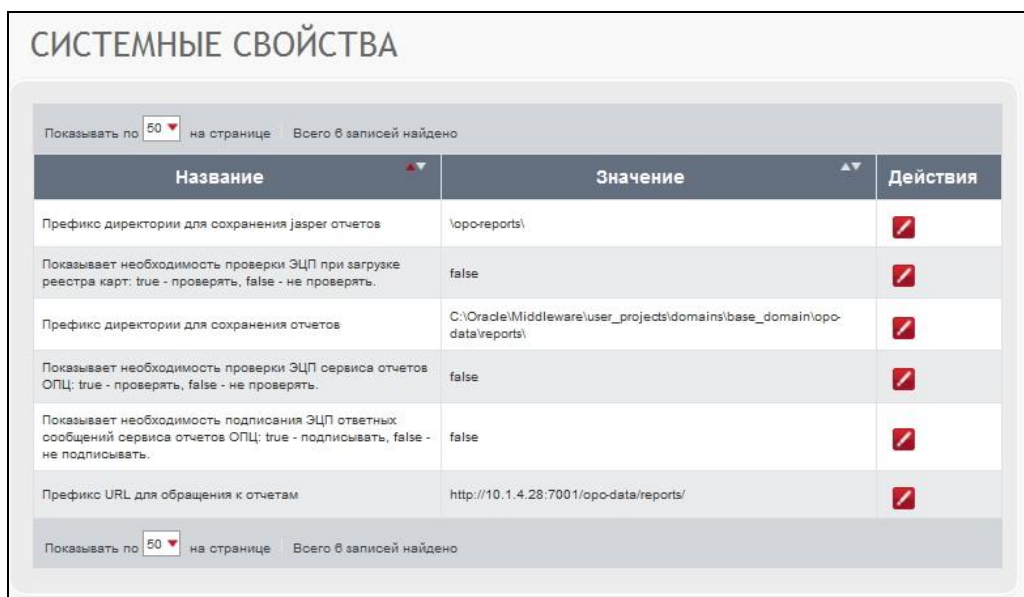 СИСТЕМНЫЕ СВОЙСТВА
Показывать по 50 на странице Всего 6 записей найдено
Название Значение Действия
Префикс директории для сохранения jasper отчетов \opo-reports\
Показывает необходимость проверки ЭЦП при загрузке
реестра карт: true - проверять, false - не проверять.
false
Префикс директории для сохранения отчетов
C:\Oracle\Middleware\user_projects\domains\base_domain\opo-
data\reports\
Показывает необходимость проверки ЭЦП сервиса отчетов
ОПЦ: true - проверять, false - не проверять.
false
Показывает необходимость подписания ЭЦП ответных
сообщений сервиса отчетов ОПЦ: true - подписывать, false -
не подписывать.
false
Префикс URL для обращения к отчетам http://10.1.4.28:7001/opo-data/reports/
Показывать по 50 на странице Всего 6 записей найдено